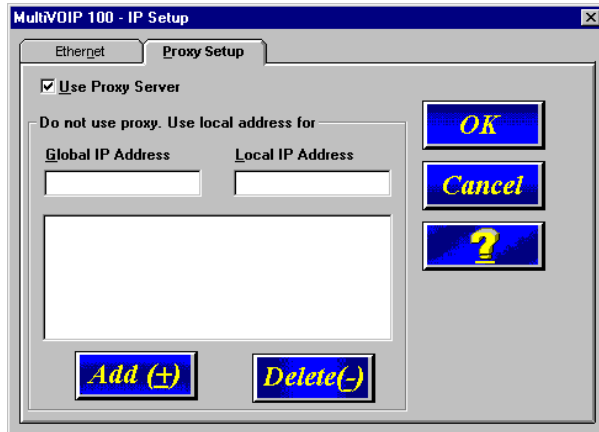 MultiVOIP 100 - IP Setup
Ethernet Proxy Setup
Use Proxy Server
Do not use proxy. Use local address for
Global IP Address Local IP Address
OK
Cancel
?
Add (+) Delete(-)